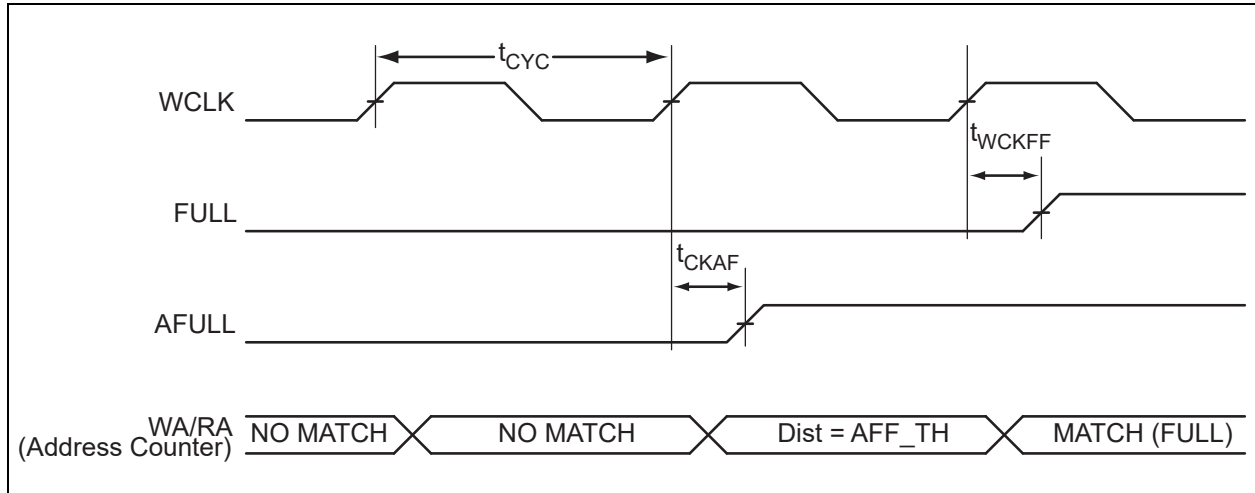 tCYC
WCLK
tWCKFF
FULL
tCKAF
AFULL
WA/RA
(Address Counter)
NO MATCH
NO MATCH
Dist = AFF_TH
MATCH (FULL)